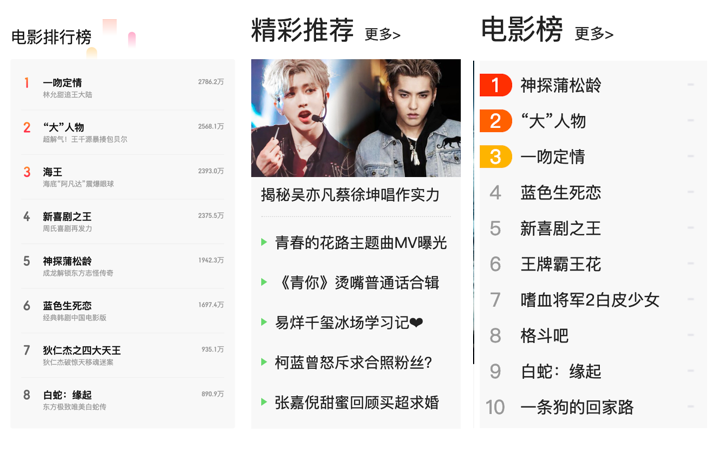 电影排行榜
1 一吻定情 2786.2万
林允甜追王大陆
2 “大”人物 2568.1万
超解气！王千源暴揍包贝尔
3 海王 2393.0万
海底“阿凡达”震爆眼球
4 新喜剧之王 2375.5万
周氏喜剧再发力
5 神探蒲松龄 1942.3万
成龙解锁东方志怪传奇
6 蓝色生死恋 1697.4万
经典韩剧中国电影版
7 狄仁杰之四大天王 935.1万
狄仁杰破惊天移魂迷案
8 白蛇：缘起 890.9万
东方极致唯美白蛇传
精彩推荐 更多>
揭秘吴亦凡蔡徐坤唱作实力
青春的花路主题曲MV曝光
《青你》烫嘴普通话合辑
易烊千玺冰场学习记❤
柯蓝曾怒斥求合照粉丝?
张嘉倪甜蜜回顾买超求婚
电影榜 更多>
1 神探蒲松龄
2 “大”人物
3 一吻定情
4 蓝色生死恋
5 新喜剧之王
6 王牌霸王花
7 嗜血将军2白皮少女
8 格斗吧
9 白蛇：缘起
10 一条狗的回家路